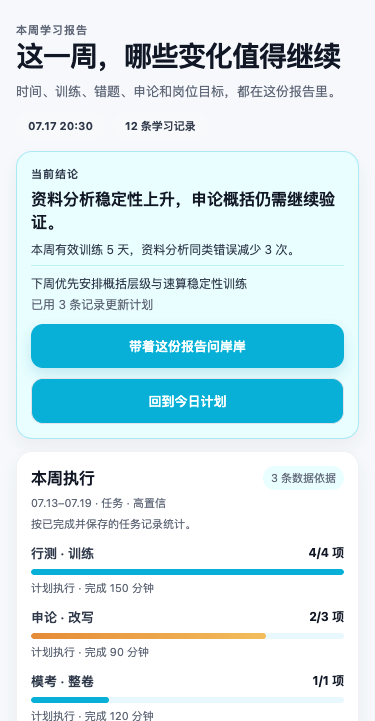 本周学习报告
这一周，哪些变化值得继续
时间、训练、错题、申论和岗位目标，都在这份报告里。
07.17 20:30 12 条学习记录
当前结论
资料分析稳定性上升，申论概括仍需继续验
证。
本周有效训练 5 天，资料分析同类错误减少 3 次。
下周优先安排概括层级与速算稳定性训练
已用 3 条记录更新计划
带着这份报告问岸岸
回到今日计划
本周执行 3 条数据依据
07.13–07.19 · 任务 · 高置信
按已完成并保存的任务记录统计。
行测 · 训练 4/4 项
计划执行 · 完成 150 分钟
申论 · 改写 2/3 项
计划执行 · 完成 90 分钟
模考 · 整卷 1/1 项
计划执行 · 完成 120 分钟